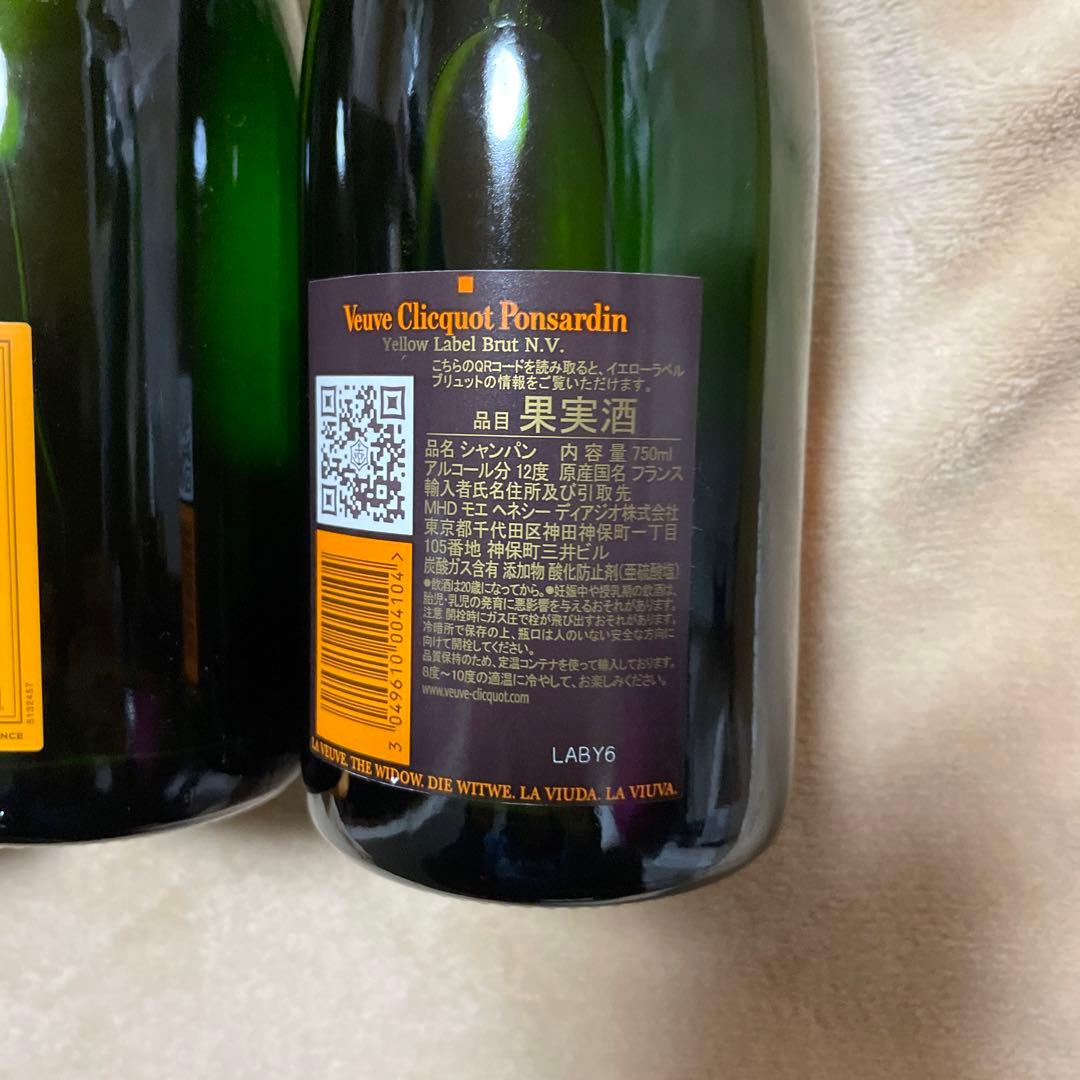 Veuve Clicquot Ponsardin
Yellow Label Brut N.V.
こちらのQRコードを読み取ると、イエローラベル
ブリュットの情報をご覧いただけます。
品目 果実酒
品名 シャンパン 内容量 750ml
アルコール分 12度 原産国名 フランス
輸入者氏名住所及び引取先
MHD モエ ヘネシー ディアジオ株式会社
東京都千代田区神田神保町一丁目
105番地 神保町三井ビル
炭酸ガス含有 添加物 酸化防止剤(亜硫酸塩)
●飲酒は20歳になってから。●妊娠中や授乳期の飲酒は、
胎児・乳児の発育に悪影響を与えるおそれがあります。
注意 開栓時にガス圧で栓が飛び出すおそれがあります。
冷暗所で保存の上、瓶口は人のいない安全な方向に
向けて開栓してください。
品質保持のため、定温コンテナを使って輸入しております。
8度〜10度の適温に冷やして、お楽しみください。
www.veuve-clicquot.com
3 049610 004104 >
LABY6
LA VEUVE. THE WIDOW. DIE WITWE. LA VIUDA. LA VIUVA.
5132457
NCE